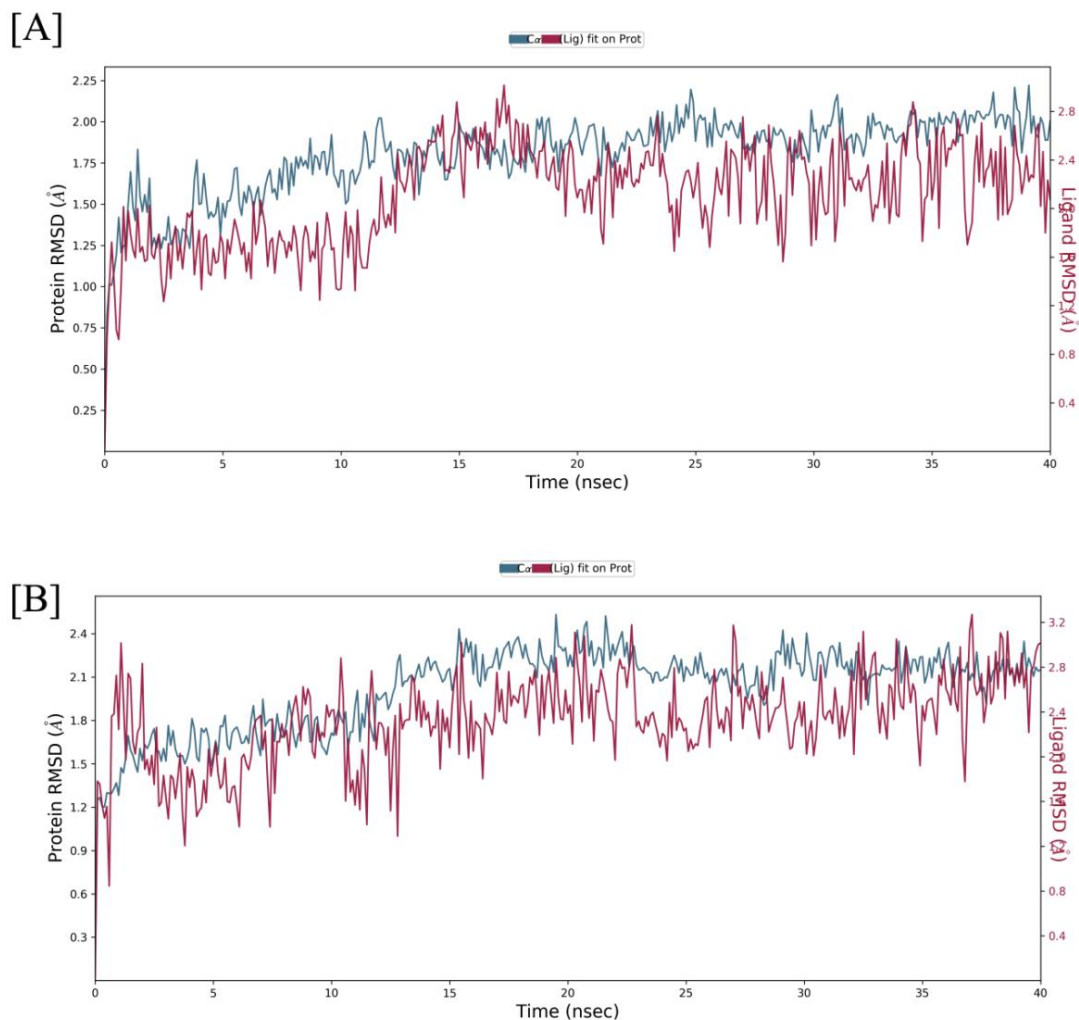 [A]
Cα (Lig) fit on Prot
2.25
2.00
1.75
1.50
1.25
1.00
0.75
0.50
0.25
Protein RMSD (Å)
2.8
2.4
0.8
0.4
Ligand RMSD (Å)
0 5 10 15 20 25 30 35 40
Time (nsec)
[B]
Cα (Lig) fit on Prot
2.4
2.1
1.8
1.5
1.2
0.9
0.6
0.3
Protein RMSD (Å)
3.2
2.8
2.4
0.8
0.4
Ligand RMSD (Å)
0 5 10 15 20 25 30 35 40
Time (nsec)